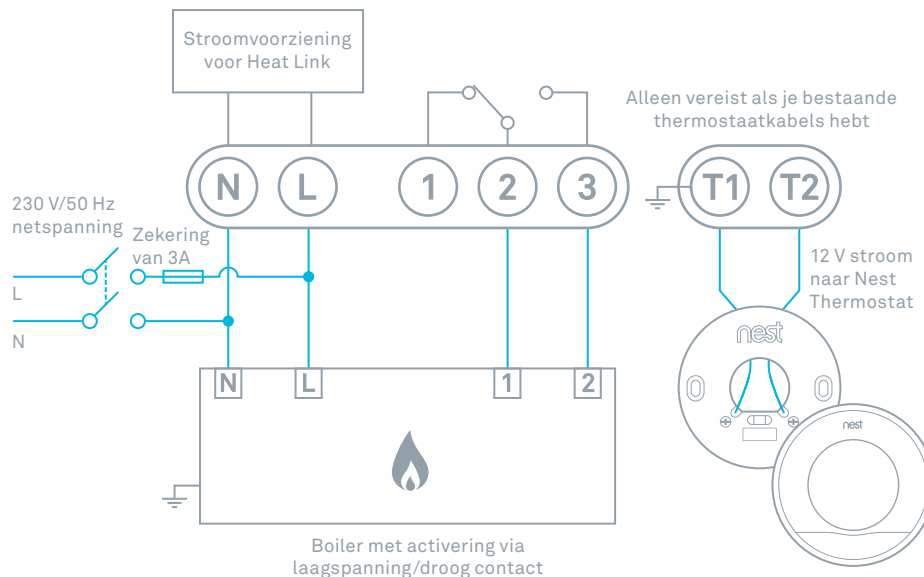 Stroomvoorziening
voor Heat Link
Alleen vereist als je bestaande
thermostaatkabels hebt
N
L
1
2
3
T1
T2
230 V/50 Hz
netspanning
Zekering
van 3A
L
N
12 V stroom
naar Nest
Thermostat
nest
nest
N
L
1
2
Boiler met activering via
laagspanning/droog contact